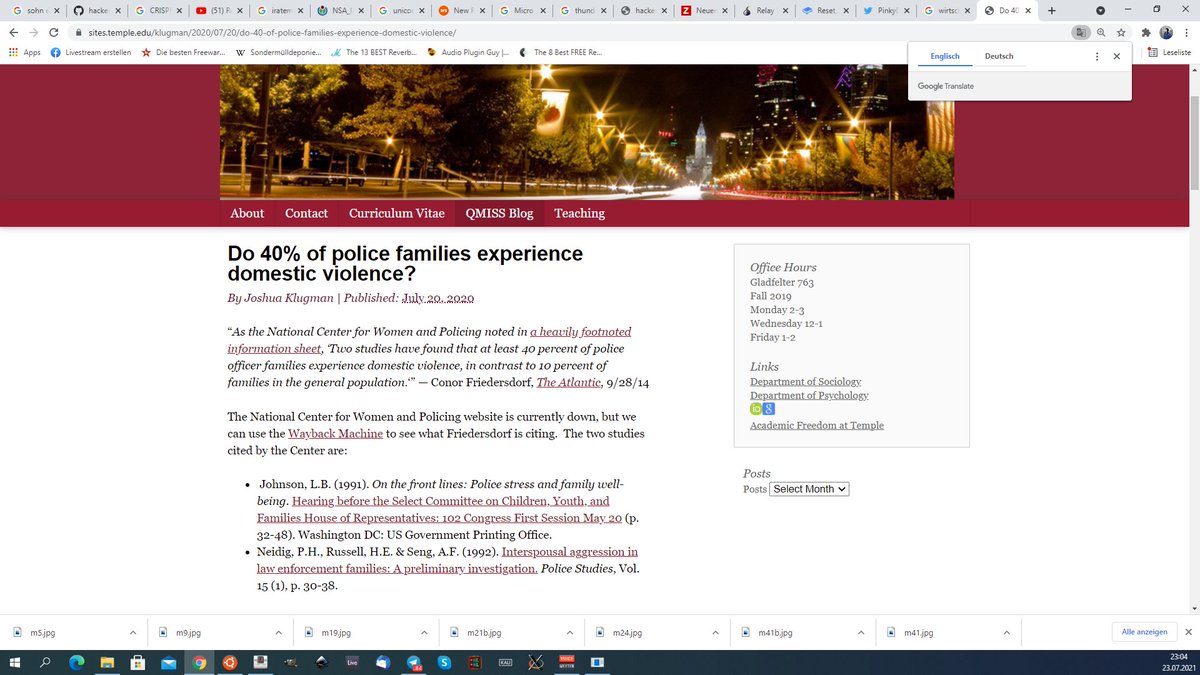 sohn
hacke
CRISP
(51) R
iratem
NSA_
unico
New R
Micro
thund
hacke
Neue
Relay
Reset,
Pinky
wirtsc
Do 40
sites.temple.edu/klugman/2020/07/20/do-40-of-police-families-experience-domestic-violence/
Apps
Livestream erstellen
Die besten Freewar...
Sondermülldeponie...
The 13 BEST Reverb...
Audio Plugin Guy |...
The 8 Best FREE Re...
Leseliste
Englisch
Deutsch
Google Translate
About
Contact
Curriculum Vitae
QMISS Blog
Teaching
Do 40% of police families experience
domestic violence?
By Joshua Klugman | Published: July 20, 2020
“As the National Center for Women and Policing noted in a heavily footnoted
information sheet, ‘Two studies have found that at least 40 percent of police
officer families experience domestic violence, in contrast to 10 percent of
families in the general population.‘” — Conor Friedersdorf, The Atlantic, 9/28/14
The National Center for Women and Policing website is currently down, but we
can use the Wayback Machine to see what Friedersdorf is citing. The two studies
cited by the Center are:
• Johnson, L.B. (1991). On the front lines: Police stress and family well-
being. Hearing before the Select Committee on Children, Youth, and
Families House of Representatives: 102 Congress First Session May 20 (p.
32-48). Washington DC: US Government Printing Office.
• Neidig, P.H., Russell, H.E. & Seng, A.F. (1992). Interspousal aggression in
law enforcement families: A preliminary investigation. Police Studies, Vol.
15 (1), p. 30-38.
Office Hours
Gladfelter 763
Fall 2019
Monday 2-3
Wednesday 12-1
Friday 1-2
Links
Department of Sociology
Department of Psychology
Academic Freedom at Temple
Posts
Posts Select Month
m5.jpg
m9.jpg
m19.jpg
m21b.jpg
m24.jpg
m41b.jpg
m41.jpg
Alle anzeigen
Live
KALI
23:04
23.07.2021